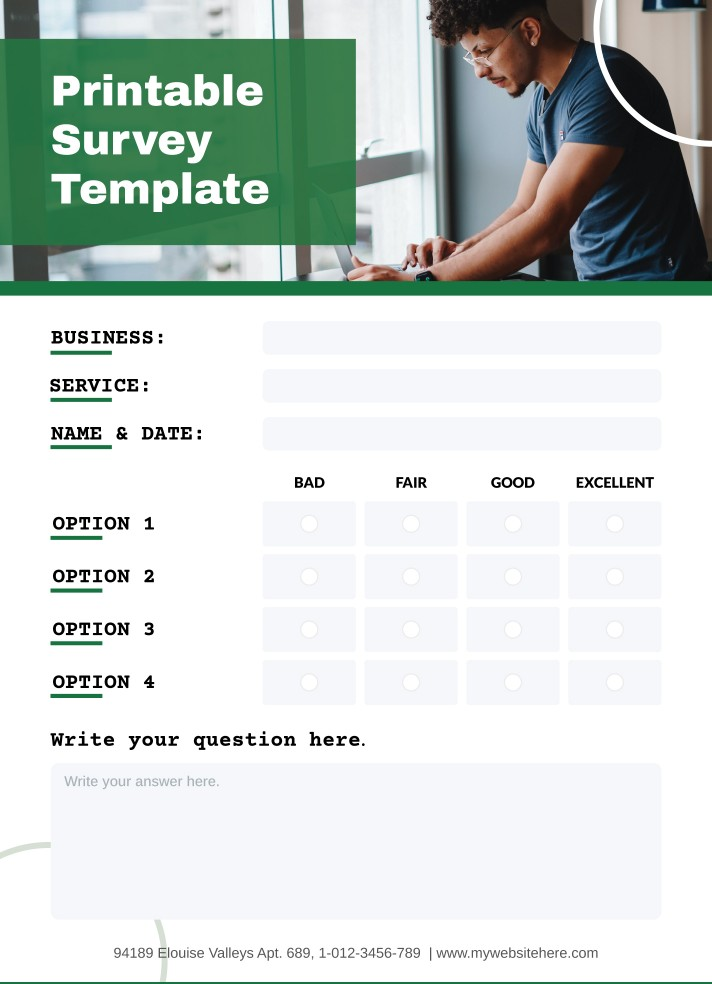 Printable
Survey
Template
BUSINESS:
SERVICE:
NAME & DATE:
BAD FAIR GOOD EXCELLENT
OPTION 1
OPTION 2
OPTION 3
OPTION 4
Write your question here.
Write your answer here.
94189 Elouise Valleys Apt. 689, 1-012-3456-789 | www.mywebsitehere.com